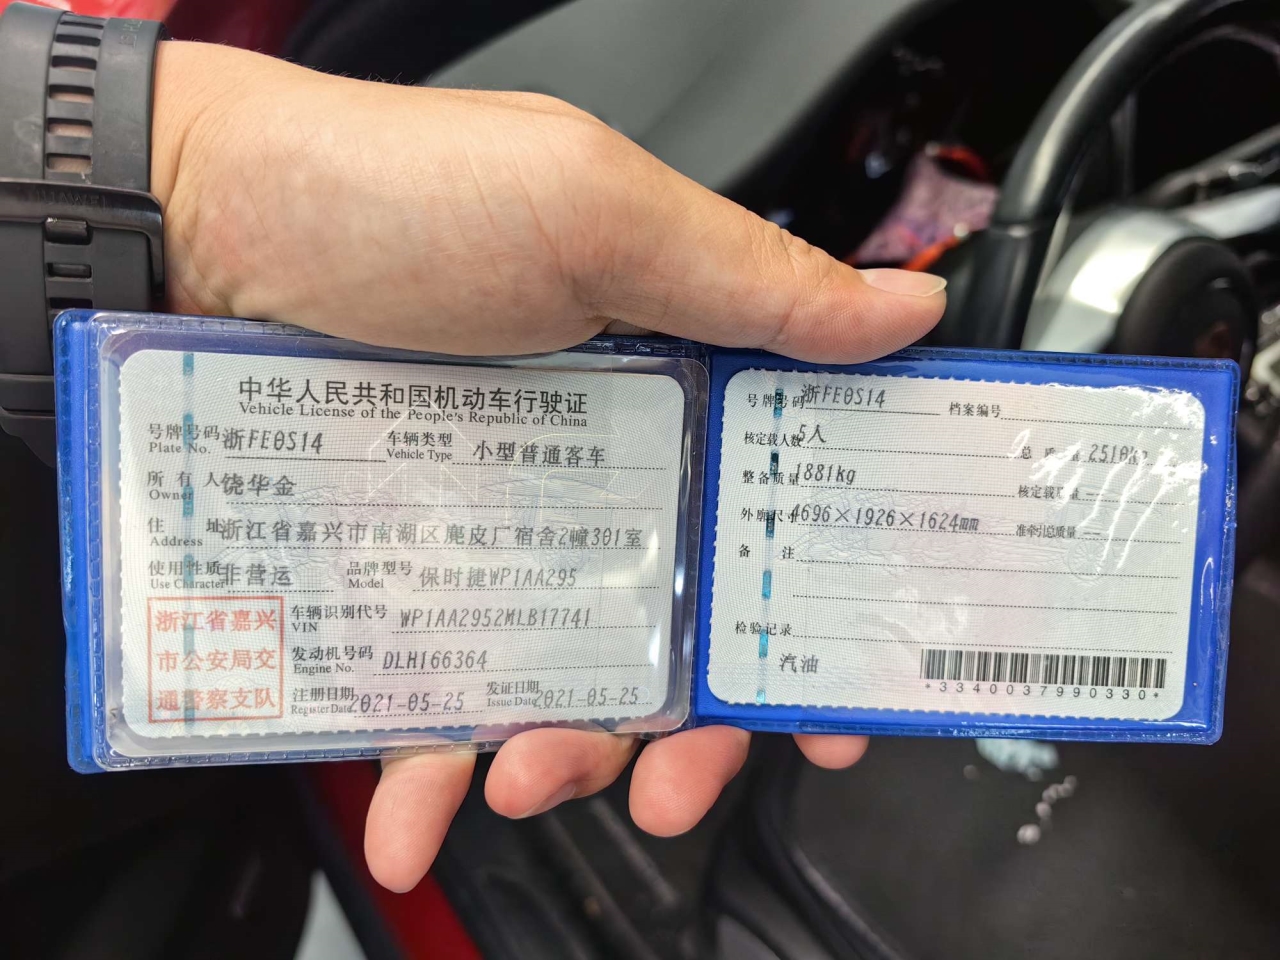 中华人民共和国机动车行驶证
Vehicle License of the People's Republic of China
号牌号码 浙FE0S14 车辆类型 小型普通客车
Plate No. Vehicle Type
所有人 饶华金
Owner
住址 浙江省嘉兴市南湖区麂皮厂宿舍2幢301室
Address
使用性质 非营运 品牌型号 保时捷WP1AA295
Use Character Model
浙江省嘉兴
市公安局交
通警察支队
车辆识别代号 WP1AA2952MLB17741
VIN
发动机号码 DLH166364
Engine No.
注册日期 2021-05-25 发证日期 2021-05-25
Register Date Issue Date
号牌号码 浙FE0S14 档案编号
核定载人数 5人 总质量 2510kg
整备质量 1881kg 核定载质量 --
外廓尺寸 4696×1926×1624mm 准牵引总质量 --
备注
检验记录
汽油
*3340037990330*